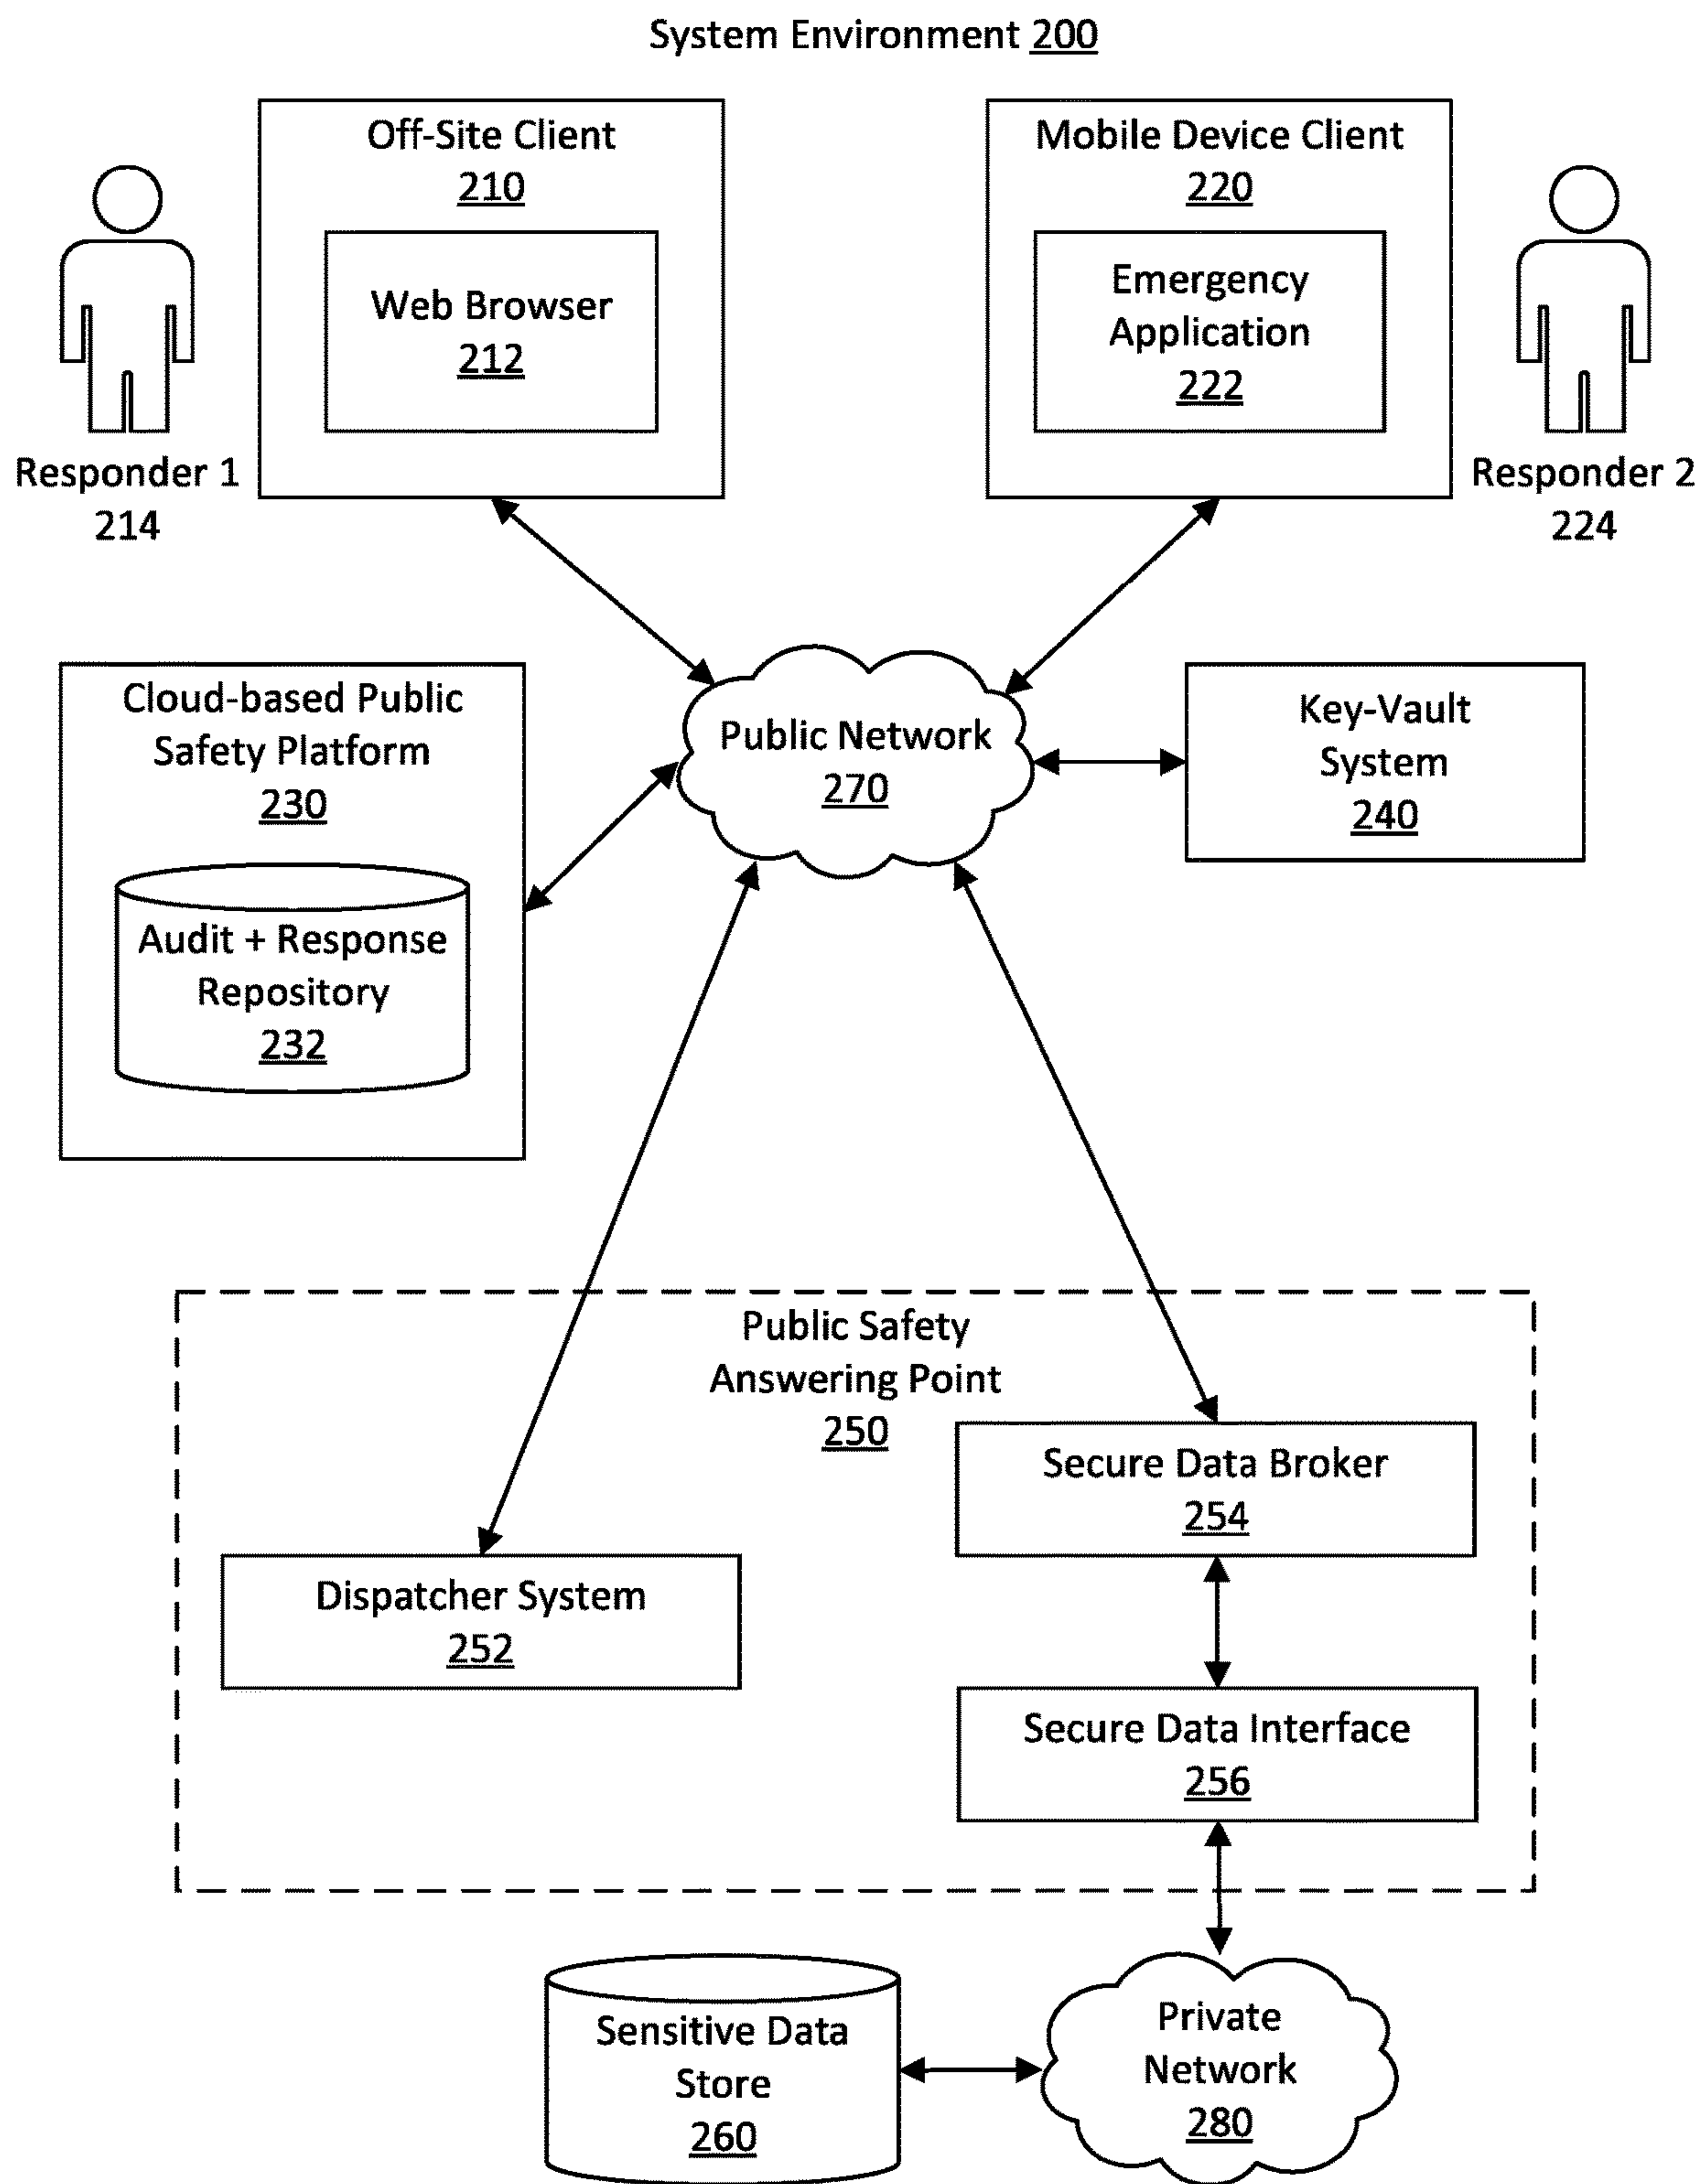 System Environment 200
Off-Site Client
210
Web Browser
212
Responder 1
214
Mobile Device Client
220
Emergency
Application
222
Responder 2
224
Cloud-based Public
Safety Platform
230
Audit + Response
Repository
232
Public Network
270
Key-Vault
System
240
Public Safety
Answering Point
250
Dispatcher System
252
Secure Data Broker
254
Secure Data Interface
256
Sensitive Data
Store
260
Private
Network
280